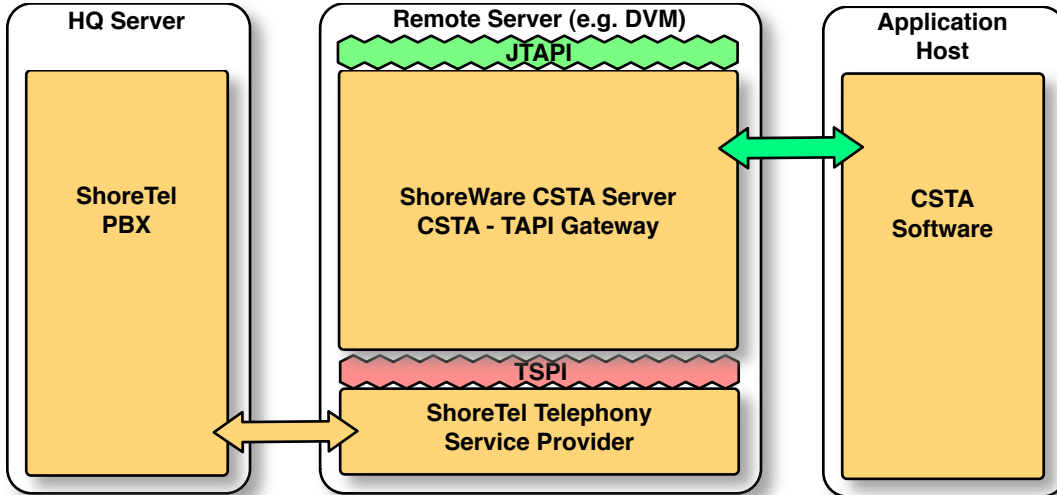 HQ Server
ShoreTel
PBX
Remote Server (e.g. DVM)
JTAPI
ShoreWare CSTA Server
CSTA - TAPI Gateway
TSPI
ShoreTel Telephony
Service Provider
Application
Host
CSTA
Software